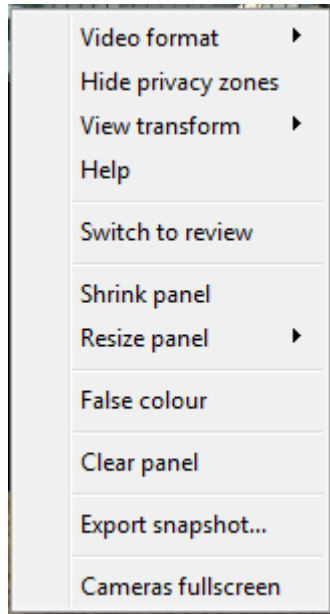 Video format
Hide privacy zones
View transform
Help
Switch to review
Shrink panel
Resize panel
False colour
Clear panel
Export snapshot...
Cameras fullscreen